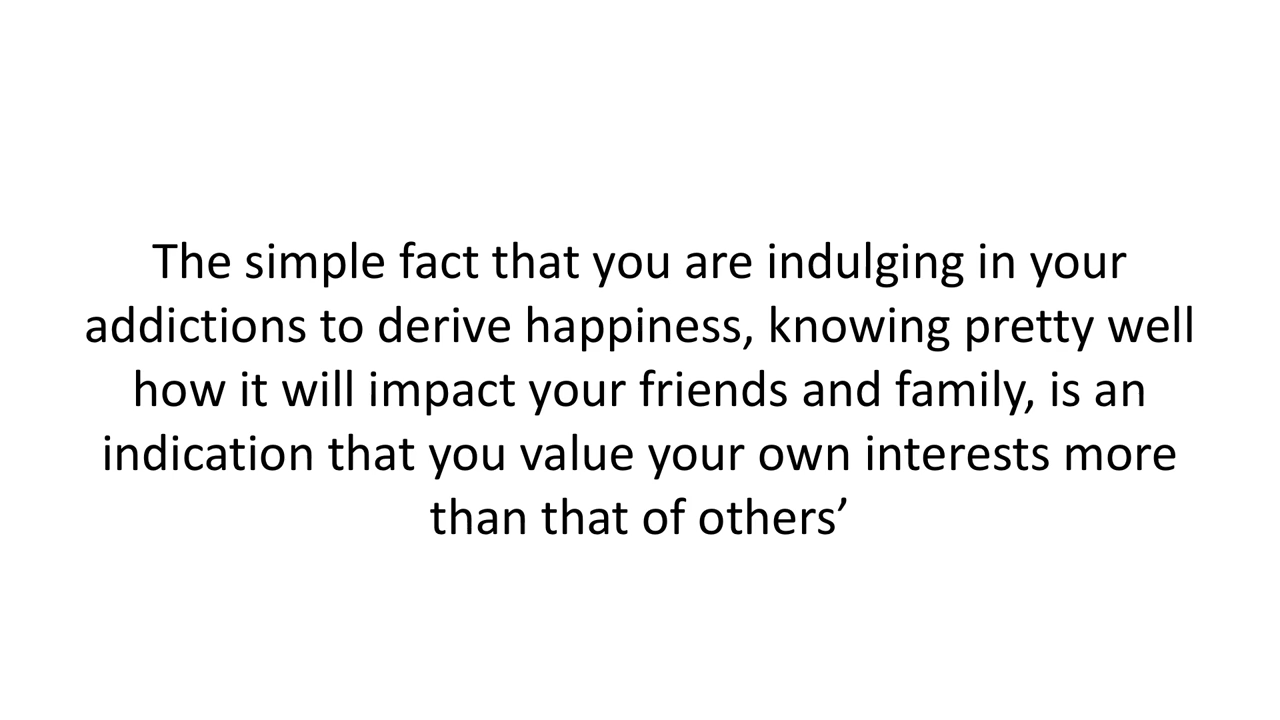 The simple fact that you are indulging in your
addictions to derive happiness, knowing pretty well
how it will impact your friends and family, is an
indication that you value your own interests more
than that of others’